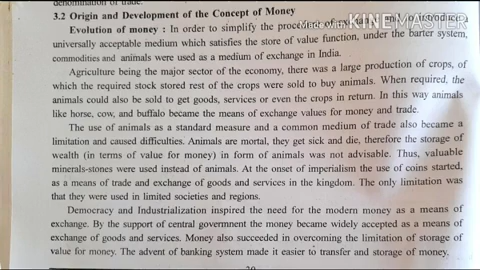 denomination of trade.
3.2 Origin and Development of the Concept of Money
Evolution of money : In order to simplify the procedure of exch and to introduce
Made with KINEMASTER
universally acceptable medium which satisfies the store of value function, under the barter system,
commodities and animals were used as a medium of exchange in India.
Agriculture being the major sector of the economy, there was a large production of crops, of
which the required stock stored rest of the crops were sold to buy animals. When required, the
animals could also be sold to get goods, services or even the crops in return. In this way animals
like horse, cow, and buffalo became the means of exchange values for money and trade.
The use of animals as a standard measure and a common medium of trade also became a
limitation and caused difficulties. Animals are mortal, they get sick and die, therefore the storage of
wealth (in terms of value for money) in form of animals was not advisable. Thus, valuable
minerals-stones were used instead of animals. At the onset of imperialism the use of coins started,
as a means of trade and exchange of goods and services in the kingdom. The only limitation was
that they were used in limited societies and regions.
Democracy and Industrialization inspired the need for the modern money as a means of
exchange. By the support of central governmnent the money became widely accepted as a means of
exchange of goods and services. Money also succeeded in overcoming the limitation of storage of
value for money. The advent of banking system made it easier to transfer and storage of money.